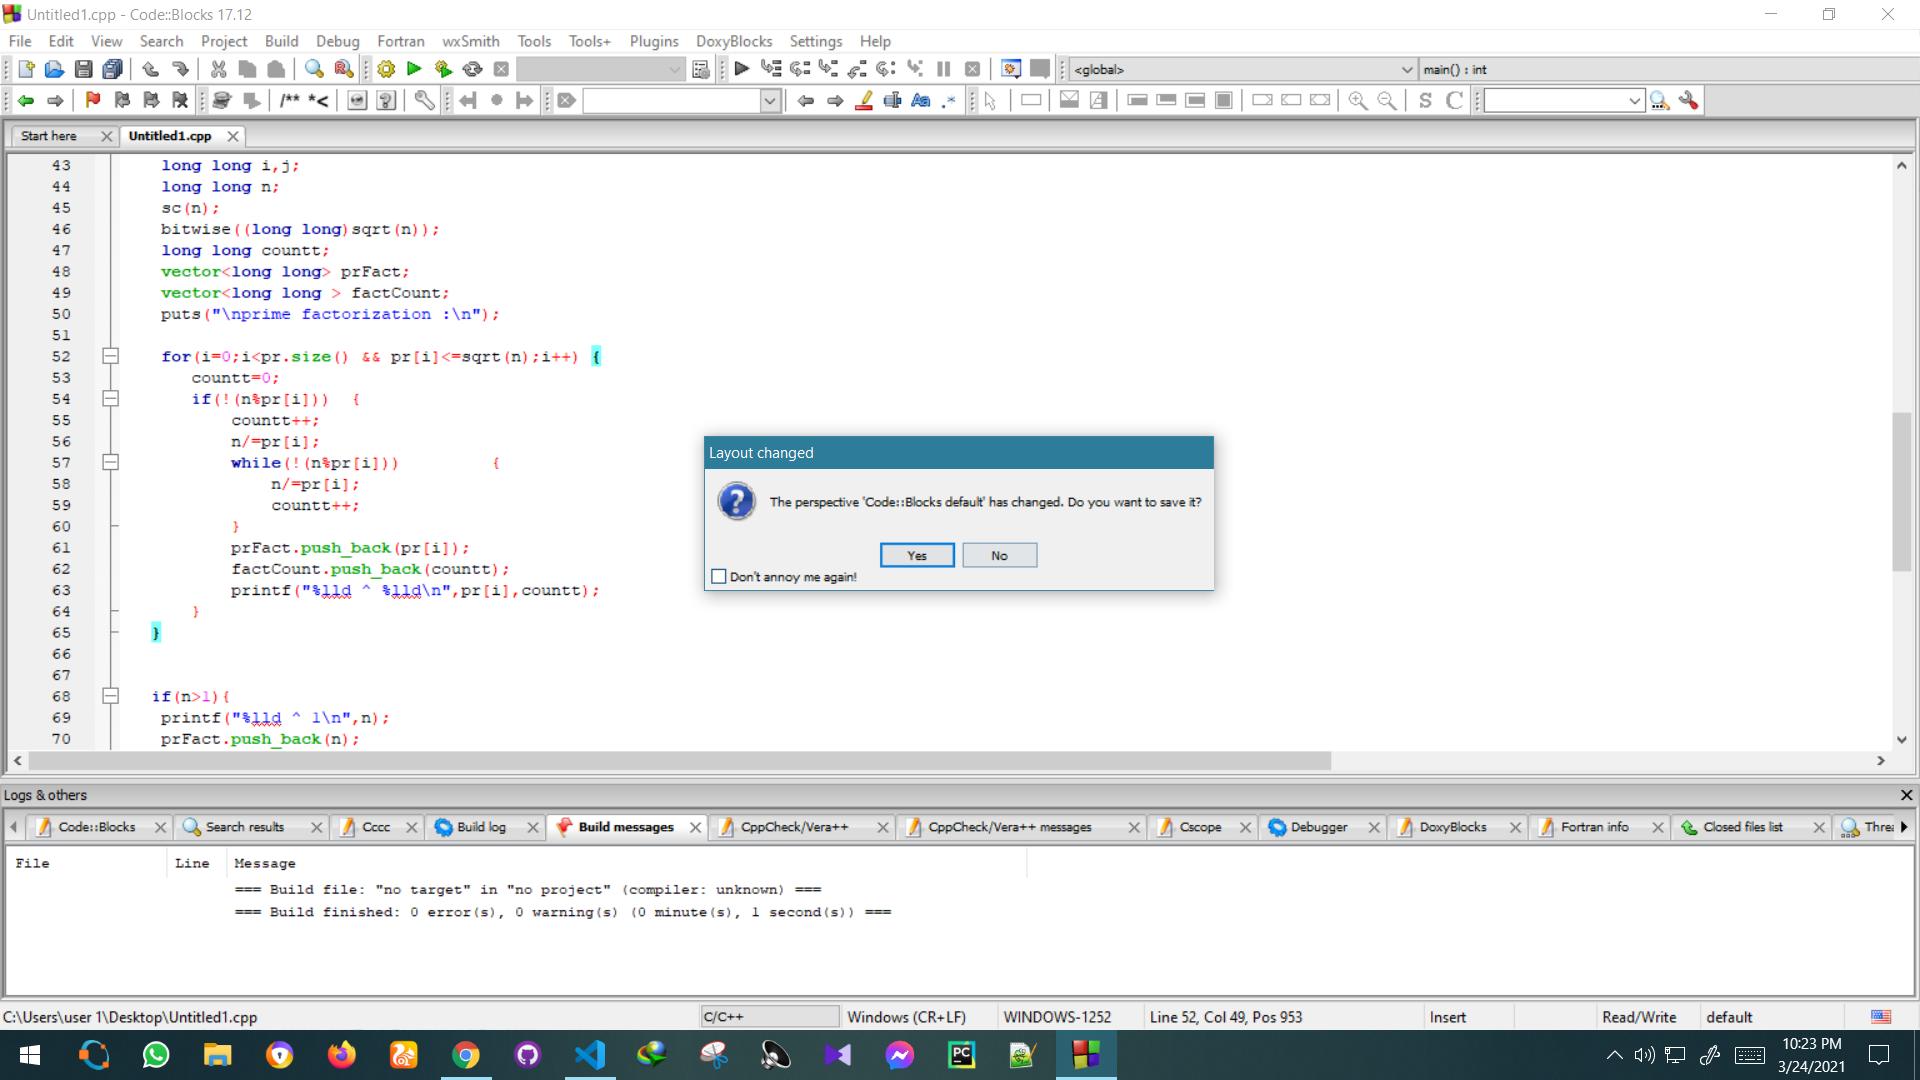 Untitled1.cpp - Code::Blocks 17.12
File Edit View Search Project Build Debug Fortran wxSmith Tools Tools+ Plugins DoxyBlocks Settings Help
<global> main() : int
/** *< Aa .* S C
Start here Untitled1.cpp
43 long long i,j;
44 long long n;
45 sc(n);
46 bitwise((long long)sqrt(n));
47 long long countt;
48 vector<long long> prFact;
49 vector<long long > factCount;
50 puts("\nprime factorization :\n");
51
52 for(i=0;i<pr.size() && pr[i]<=sqrt(n);i++) {
53 countt=0;
54 if(!(n%pr[i])) {
55 countt++;
56 n/=pr[i];
57 while(!(n%pr[i])) {
58 n/=pr[i];
59 countt++;
60 }
61 prFact.push_back(pr[i]);
62 factCount.push_back(countt);
63 printf("%lld ^ %lld\n",pr[i],countt);
64 }
65 }
66
67
68 if(n>1){
69 printf("%lld ^ 1\n",n);
70 prFact.push_back(n);
Layout changed
The perspective 'Code::Blocks default' has changed. Do you want to save it?
Yes No
Don't annoy me again!
Logs & others
Code::Blocks Search results Cccc Build log Build messages CppCheck/Vera++ CppCheck/Vera++ messages Cscope Debugger DoxyBlocks Fortran info Closed files list Threa
File Line Message
=== Build file: "no target" in "no project" (compiler: unknown) ===
=== Build finished: 0 error(s), 0 warning(s) (0 minute(s), 1 second(s)) ===
C:\Users\user 1\Desktop\Untitled1.cpp C/C++ Windows (CR+LF) WINDOWS-1252 Line 52, Col 49, Pos 953 Insert Read/Write default
PC
10:23 PM
3/24/2021